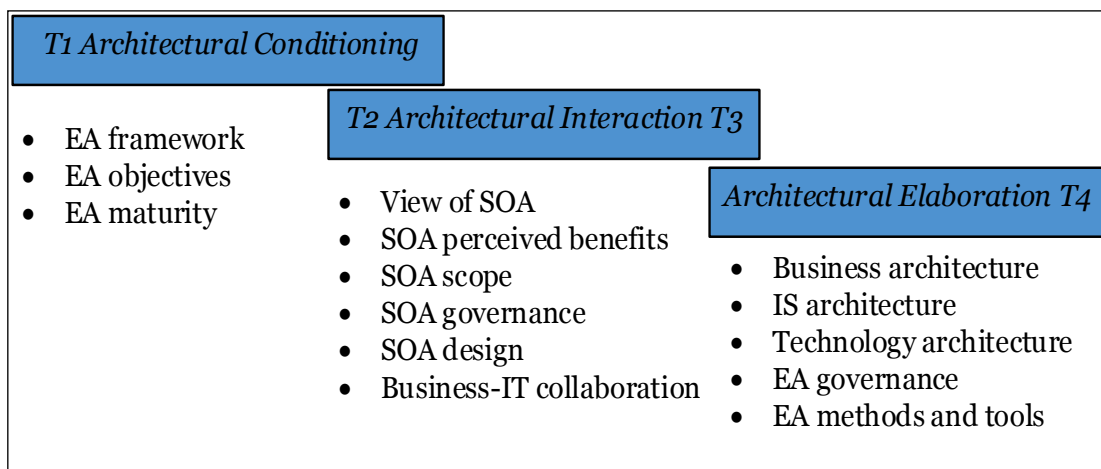 T1 Architectural Conditioning
• EA framework
• EA objectives
• EA maturity
T2 Architectural Interaction T3
• View of SOA
• SOA perceived benefits
• SOA scope
• SOA governance
• SOA design
• Business-IT collaboration
Architectural Elaboration T4
• Business architecture
• IS architecture
• Technology architecture
• EA governance
• EA methods and tools